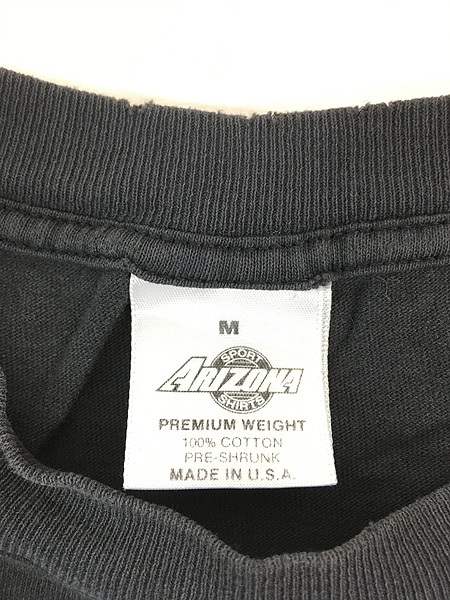 M
SPORT
ARIZONA
SHIRTS
PREMIUM WEIGHT
100% COTTON
PRE-SHRUNK
MADE IN U.S.A.